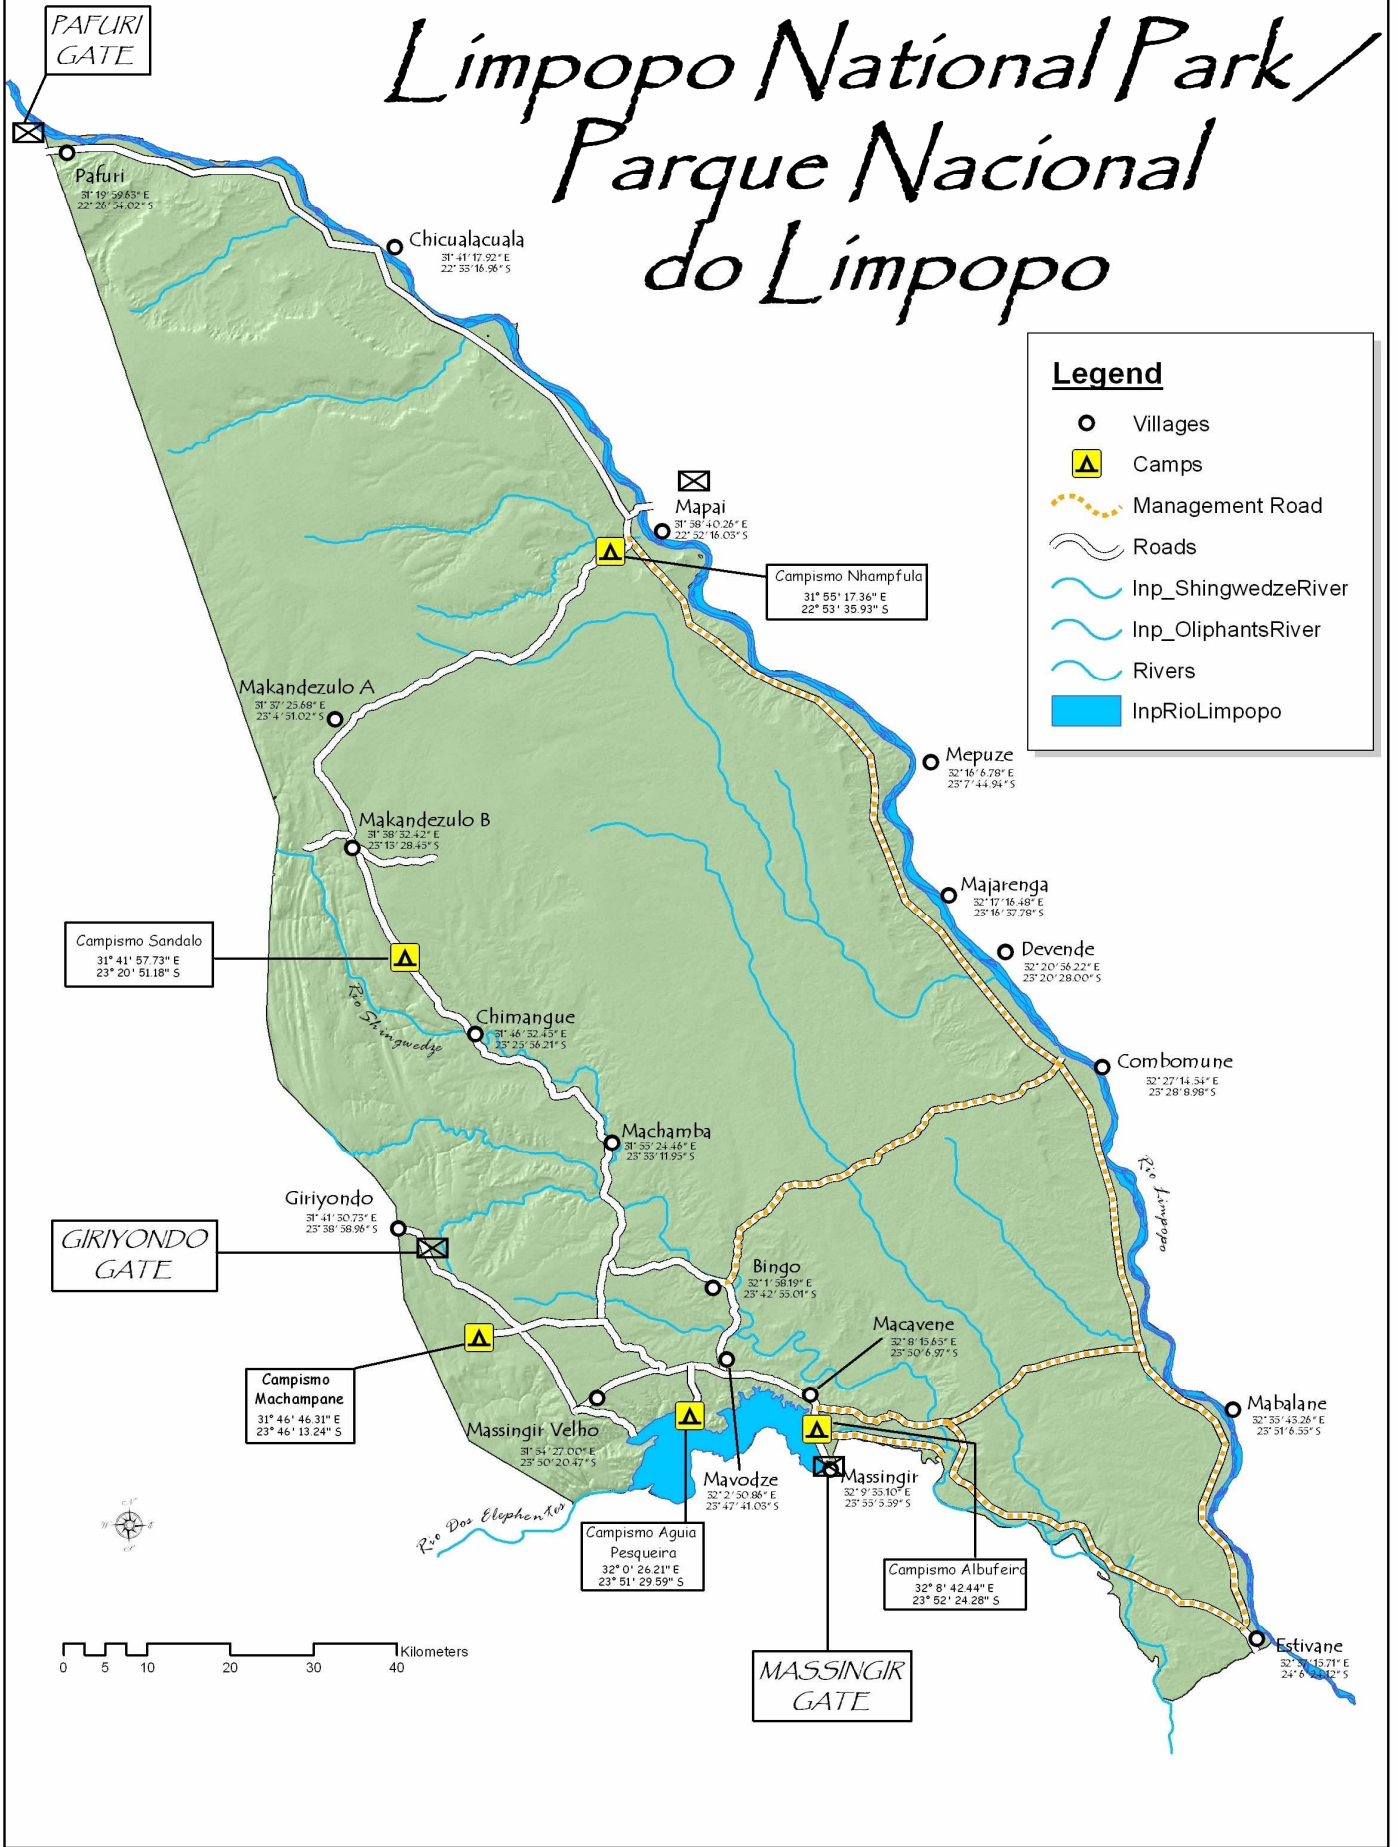 PAFURI
GATE
Limpopo National Park /
Parque Nacional
do Limpopo
Pafuri
31° 19' 59.63" E
22° 26' 54.02" S
Chicualacuala
31° 41' 17.92" E
22° 33' 16.96" S
Legend
Villages
Camps
Management Road
Roads
Inp_ShingwedzeRiver
Inp_OliphantsRiver
Rivers
InpRioLimpopo
Mapai
31° 58' 40.26" E
22° 52' 16.03" S
Campismo Nhampfula
31° 55' 17.36" E
22° 53' 35.93" S
Makandezulo A
31° 37' 25.68" E
23° 4' 51.02" S
Mepuze
32° 16' 6.78" E
23° 7' 44.94" S
Makandezulo B
31° 38' 32.42" E
23° 13' 28.45" S
Majarenga
32° 17' 16.48" E
23° 16' 37.78" S
Campismo Sandalo
31° 41' 57.73" E
23° 20' 51.18" S
Devende
32° 20' 56.22" E
23° 20' 28.00" S
Rio Shingwedze
Chimangue
31° 46' 32.45" E
23° 25' 56.21" S
Combomune
32° 27' 14.54" E
23° 28' 8.98" S
Machamba
31° 55' 24.46" E
23° 33' 11.95" S
Rio Limpopo
Giriyondo
31° 41' 30.73" E
23° 38' 58.96" S
GIRIYONDO
GATE
Bingo
32° 1' 58.19" E
23° 42' 55.01" S
Macavene
32° 8' 15.65" E
23° 50' 6.97" S
Campismo
Machampane
31° 46' 46.31" E
23° 46' 13.24" S
Mabalane
32° 35' 43.26" E
23° 51' 6.55" S
Massingir Velho
31° 54' 27.00" E
23° 50' 20.47" S
Mavodze
32° 2' 50.86" E
23° 47' 41.03" S
Massingir
32° 9' 35.10" E
23° 55' 5.59" S
Rio Dos Elephentes
Campismo Aguia
Pesqueira
32° 0' 26.21" E
23° 51' 29.59" S
Campismo Albufeira
32° 8' 42.44" E
23° 52' 24.28" S
N
W
E
S
Estivane
32° 37' 15.71" E
24° 6' 24.12" S
Kilometers
0 5 10 20 30 40
MASSINGIR
GATE